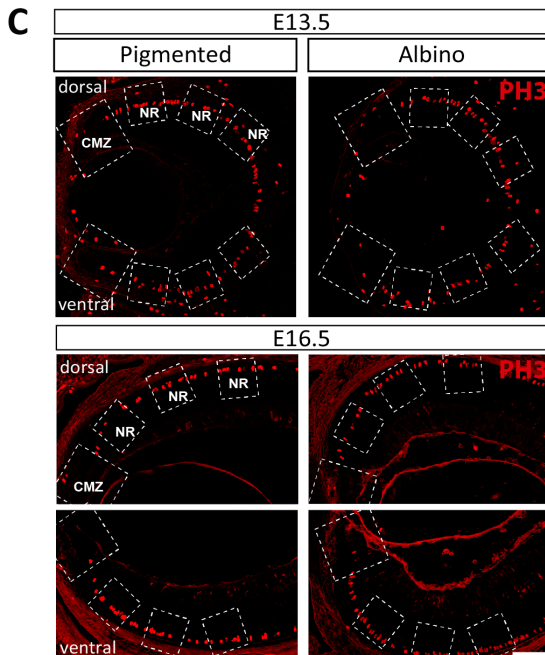 C
E13.5
Pigmented Albino
dorsal PH3
NR NR NR
CMZ
ventral
E16.5
dorsal PH3
NR NR NR
CMZ
ventral